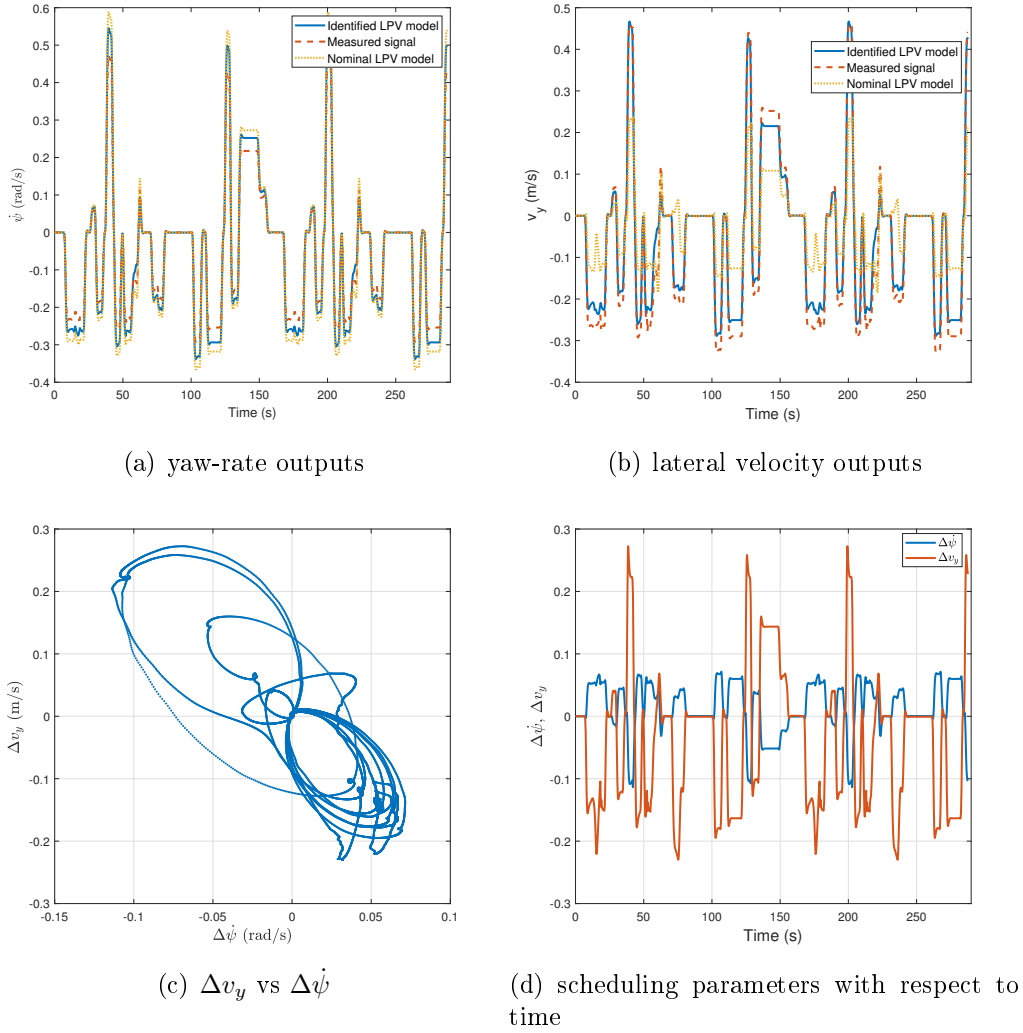 Identified LPV model
Measured signal
Nominal LPV model
0.6
0.5
0.4
0.3
0.2
0.1
0
-0.1
-0.2
-0.3
-0.4
ψ̇ (rad/s)
0 50 100 150 200 250
Time (s)
(a) yaw-rate outputs
Identified LPV model
Measured signal
Nominal LPV model
0.5
0.4
0.3
0.2
0.1
0
-0.1
-0.2
-0.3
-0.4
v_y (m/s)
0 50 100 150 200 250
Time (s)
(b) lateral velocity outputs
0.3
0.2
0.1
0
-0.1
-0.2
-0.3
Δv_y (m/s)
-0.15 -0.1 -0.05 0 0.05 0.1
Δψ̇ (rad/s)
(c) Δv_y vs Δψ̇
Δψ̇
Δv_y
0.3
0.2
0.1
0
-0.1
-0.2
-0.3
Δψ̇, Δv_y
0 50 100 150 200 250
Time (s)
(d) scheduling parameters with respect to
time